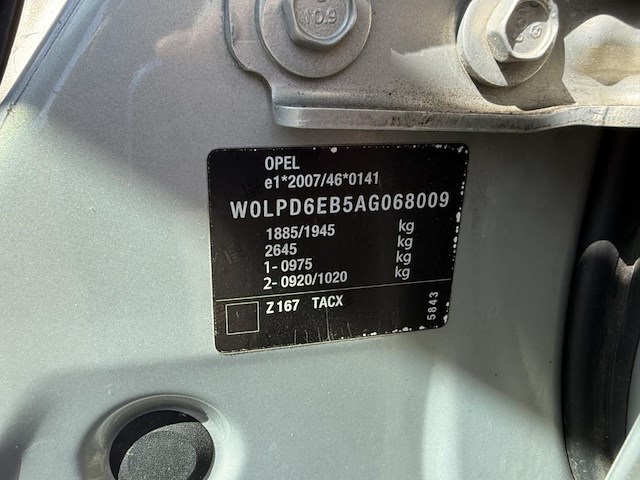 OPEL
e1*2007/46*0141
W0LPD6EB5AG068009
1885/1945 kg
2645 kg
1- 0975 kg
2- 0920/1020 kg
Z 167 TACX
5843